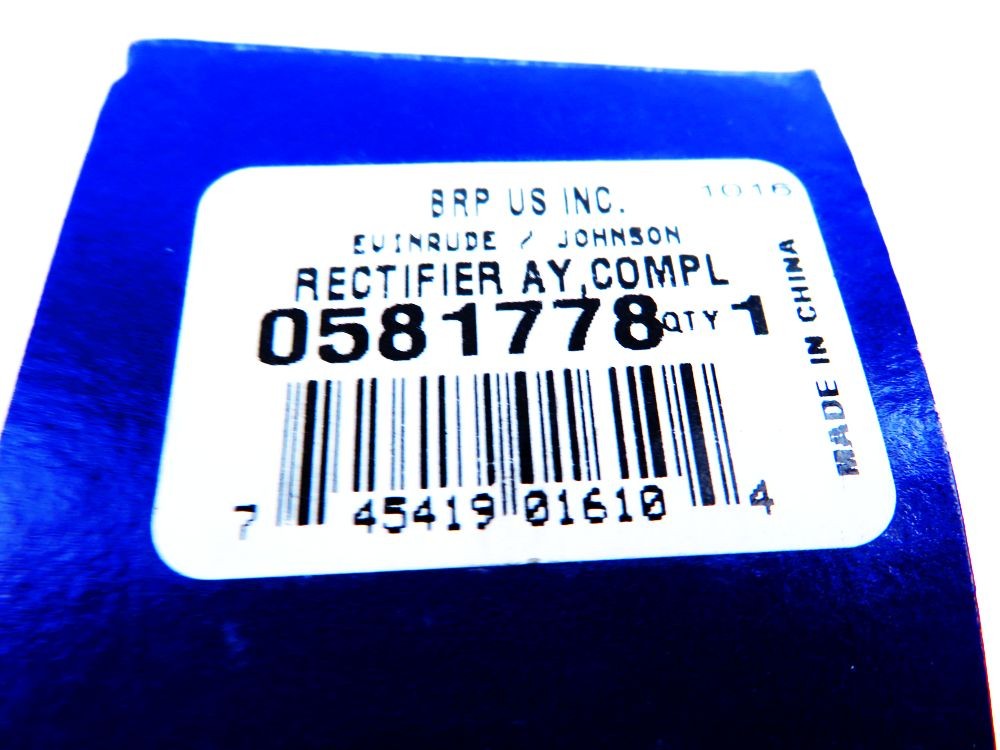 BRP US INC.
1016
EVINRUDE / JOHNSON
RECTIFIER AY,COMPL
0581778 QTY 1
MADE IN CHINA
7 45419 01610 4